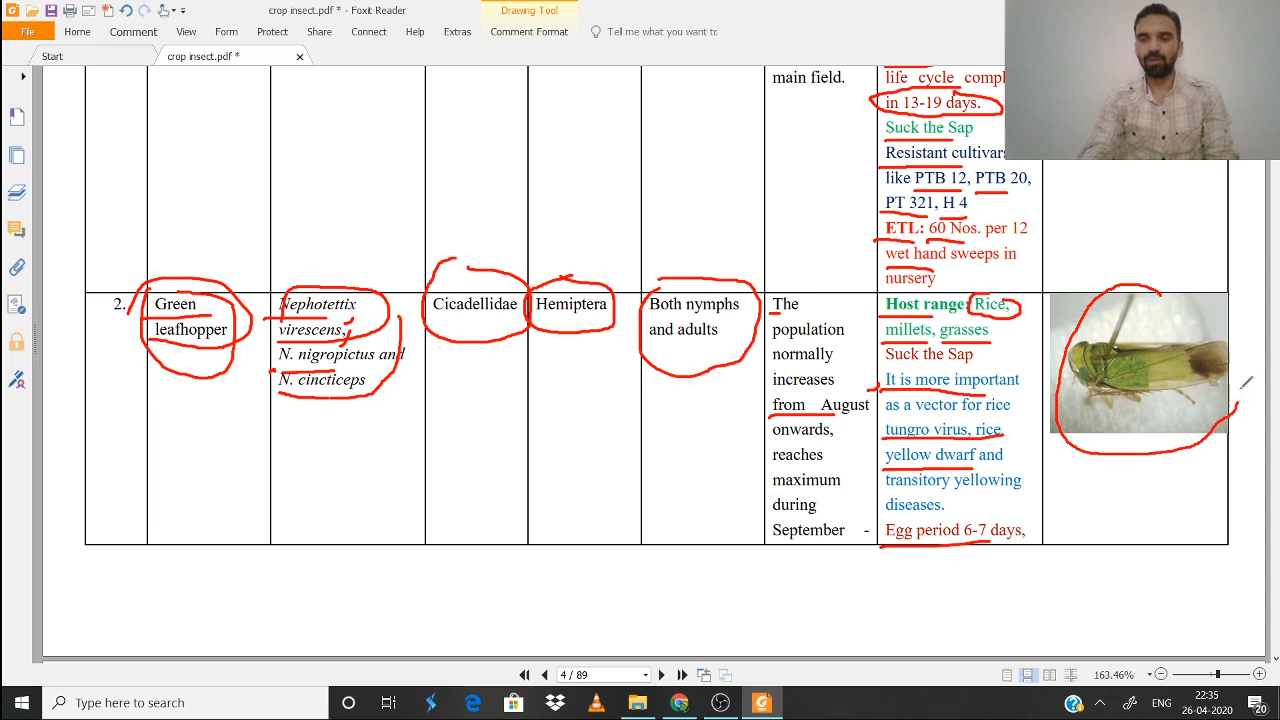 crop insect.pdf * - Foxit Reader
Drawing Tool
File Home Comment View Form Protect Share Connect Help Extras Comment Format Tell me what you want to
Start crop insect.pdf *
main field.
life cycle
in 13-19 days.
Suck the Sap
Resistant cultivars
like PTB 12, PTB 20,
PT 321, H 4
ETL: 60 Nos. per 12
wet hand sweeps in
nursery
2.
Green
leafhopper
Nephotettix
virescens,
N. nigropictus and
N. cincticeps
Cicadellidae
Hemiptera
Both nymphs
and adults
The
population
normally
increases
from August
onwards,
reaches
maximum
during
September -
Host range: Rice,
millets, grasses
Suck the Sap
It is more important
as a vector for rice
tungro virus, rice
yellow dwarf and
transitory yellowing
diseases.
Egg period 6-7 days,
4 / 89
163.46%
Type here to search
ENG
22:35
26-04-2020
20